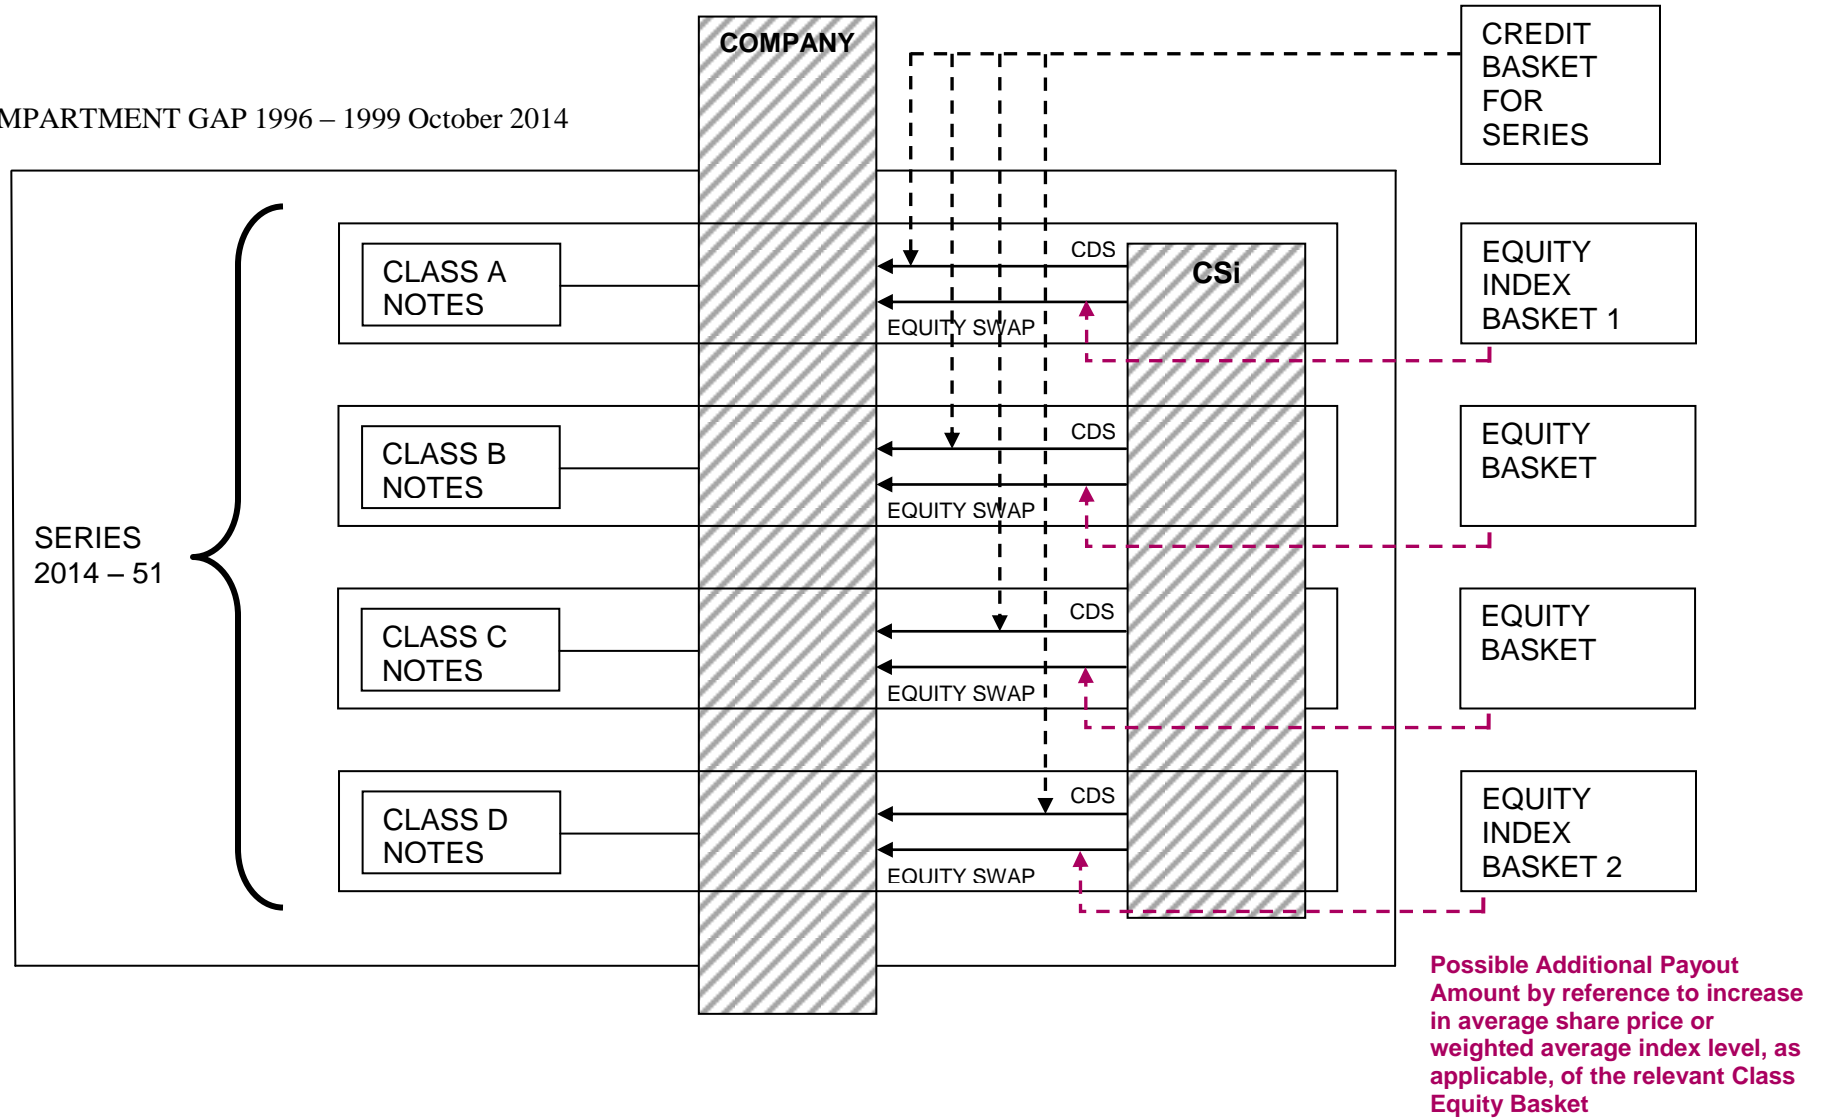 COMPANY
CREDIT
BASKET
FOR
SERIES
MPARTMENT GAP 1996 – 1999 October 2014
CLASS A
NOTES
CDS
EQUITY SWAP
CSi
EQUITY
INDEX
BASKET 1
CLASS B
NOTES
CDS
EQUITY SWAP
EQUITY
BASKET
SERIES
2014 – 51
CLASS C
NOTES
CDS
EQUITY SWAP
EQUITY
BASKET
CLASS D
NOTES
CDS
EQUITY SWAP
EQUITY
INDEX
BASKET 2
Possible Additional Payout
Amount by reference to increase
in average share price or
weighted average index level, as
applicable, of the relevant Class
Equity Basket